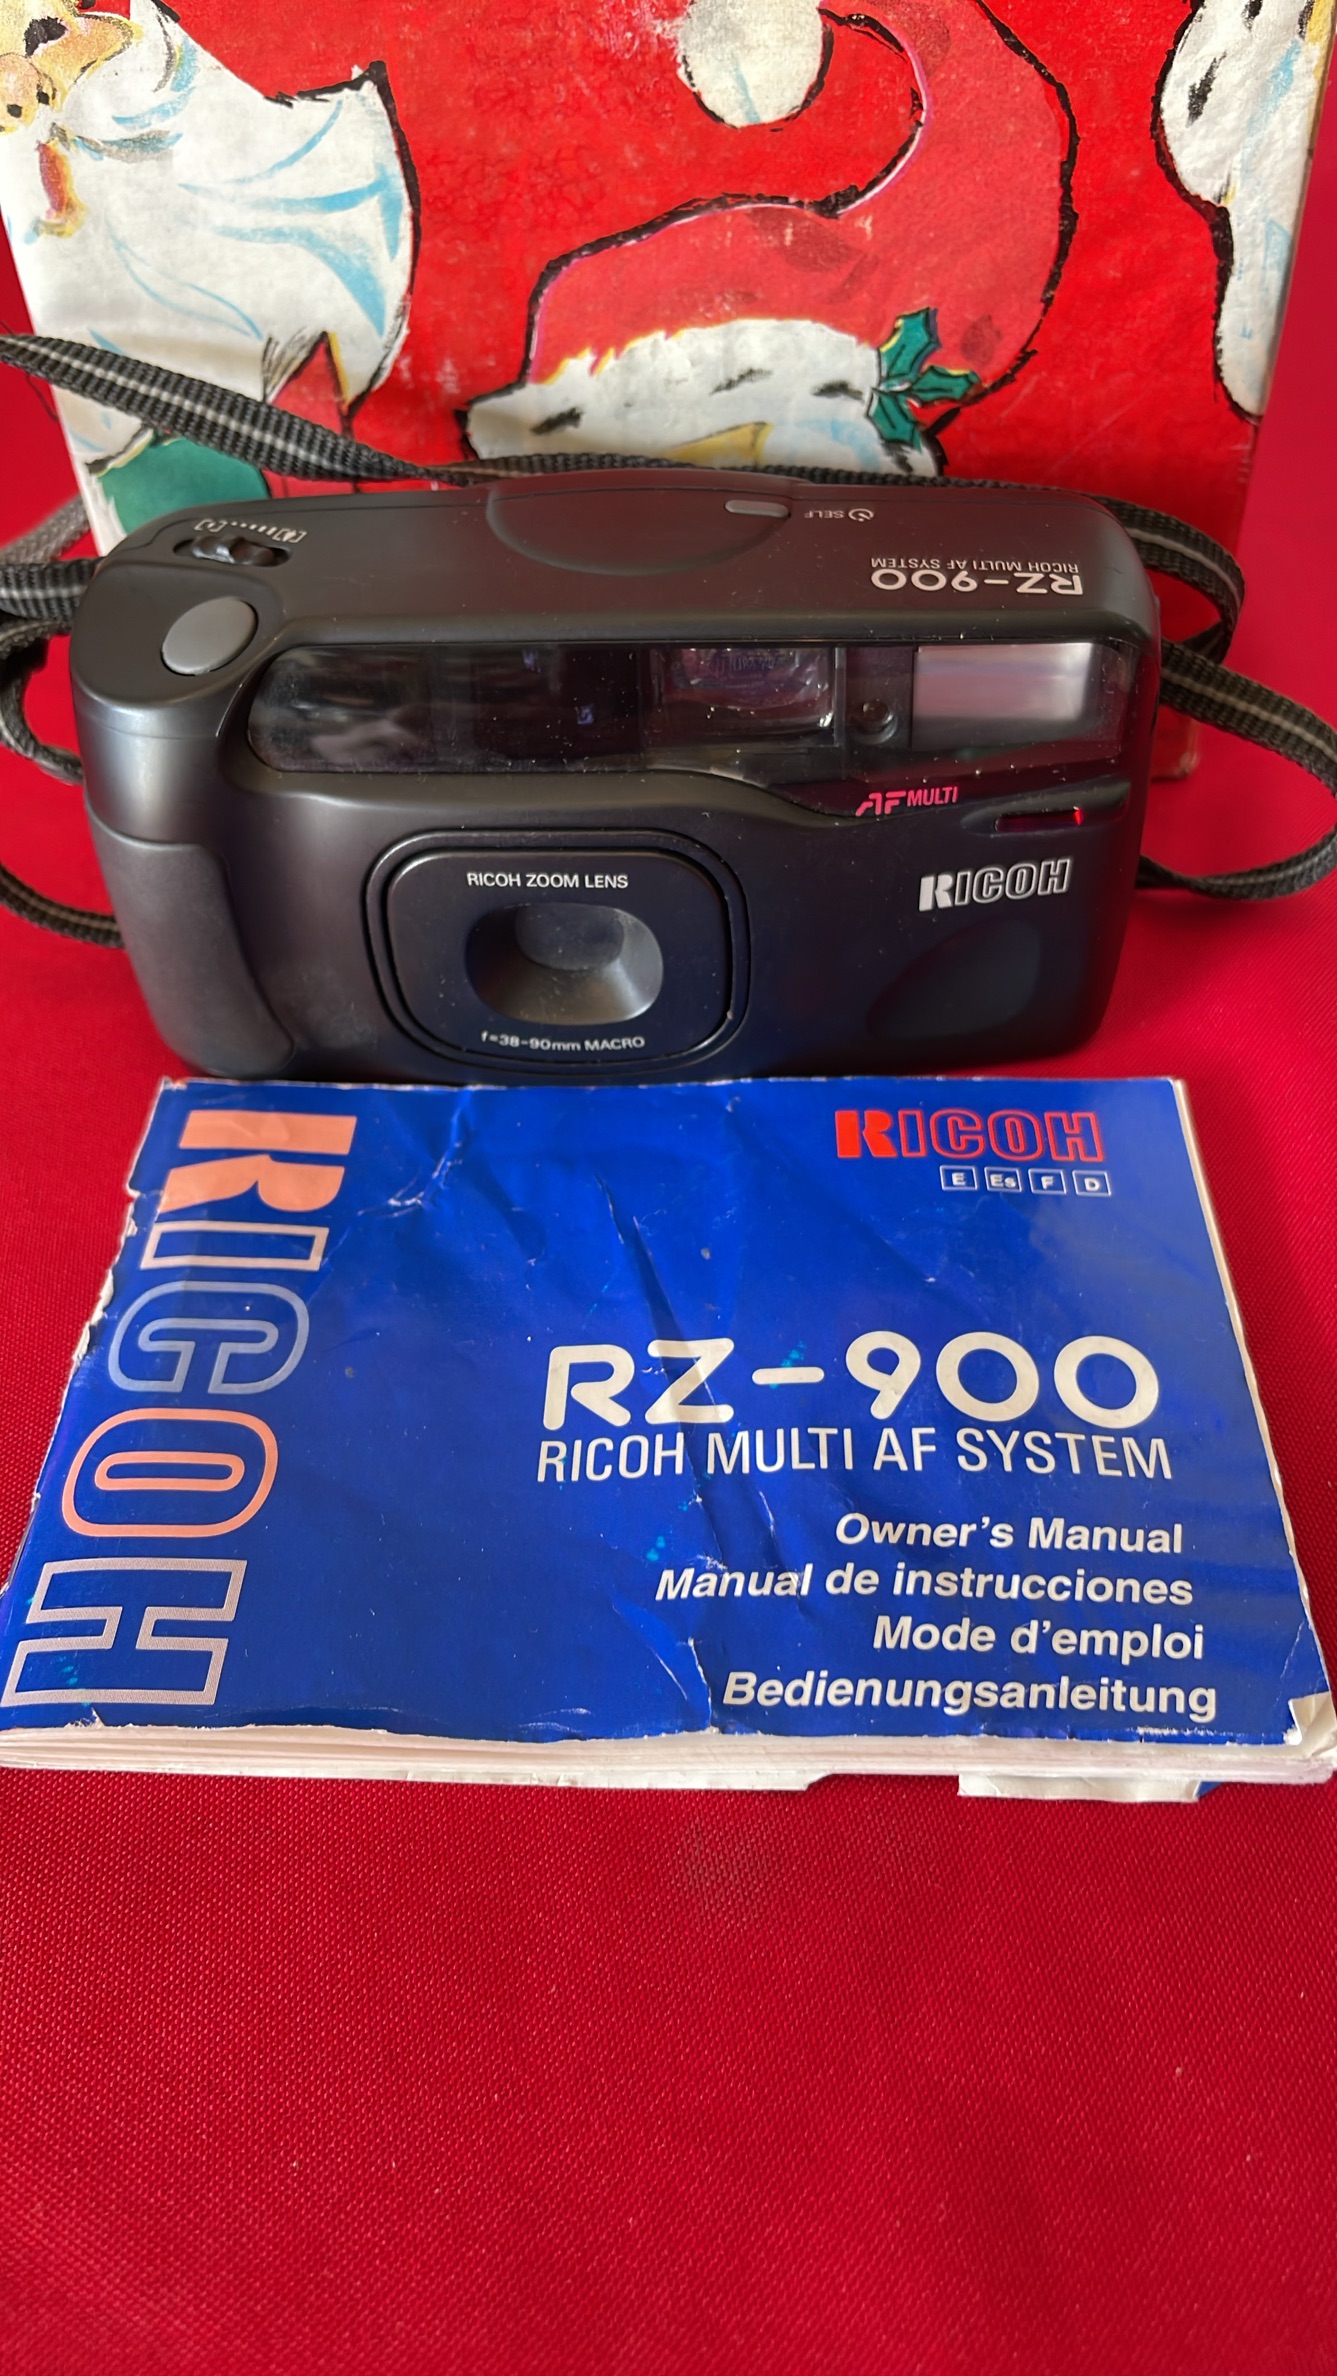 SELF
RZ-900
RICOH MULTI AF SYSTEM
AF MULTI
RICOH
RICOH ZOOM LENS
f=38-90mm MACRO
RICOH
RICOH
E Es F D
RZ-900
RICOH MULTI AF SYSTEM
Owner's Manual
Manual de instrucciones
Mode d'emploi
Bedienungsanleitung